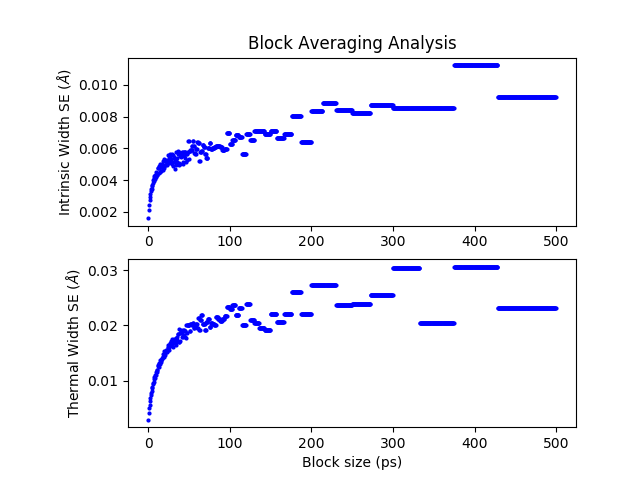 Block Averaging Analysis
Intrinsic Width SE (Å)
0.010
0.008
0.006
0.004
0.002
0 100 200 300 400 500
Thermal Width SE (Å)
0.03
0.02
0.01
0 100 200 300 400 500
Block size (ps)